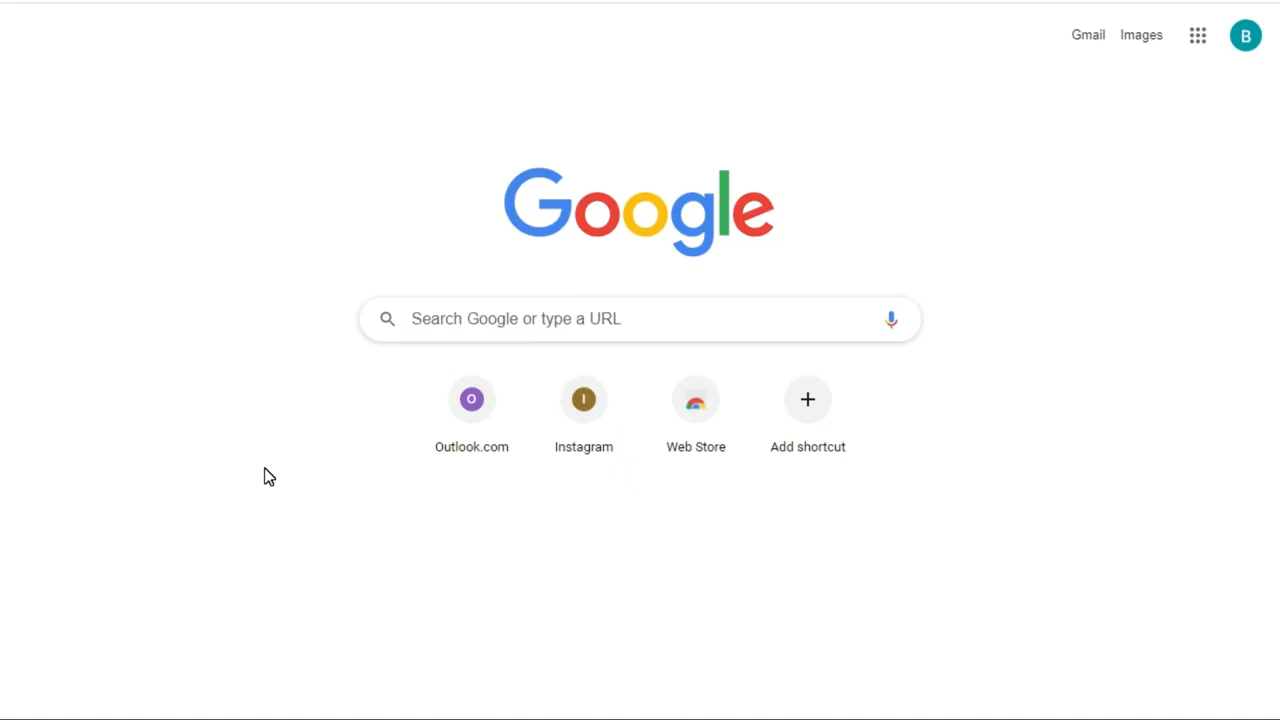 Gmail Images
B
Google
Search Google or type a URL
O I
Outlook.com Instagram Web Store Add shortcut